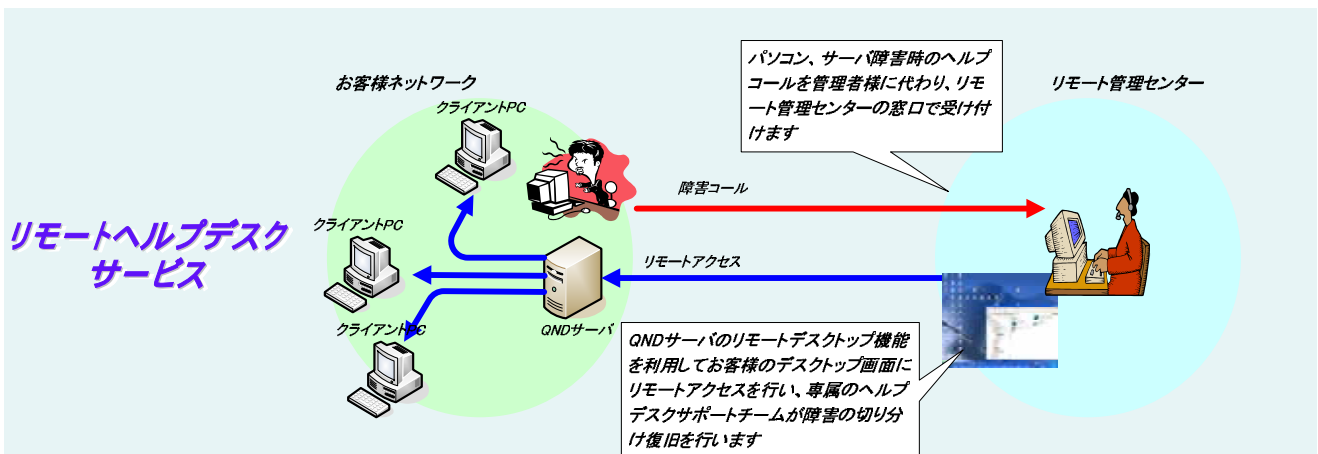 リモートヘルプデスク
サービス
お客様ネットワーク
クライアントPC
クライアントPC
クライアントPC
QNDサーバ
障害コール
リモートアクセス
パソコン、サーバ障害時のヘルプ
コールを管理者様に代わり、リモ
ート管理センターの窓口で受け付
けます
リモート管理センター
QNDサーバのリモートデスクトップ機能
を利用してお客様のデスクトップ画面に
リモートアクセスを行い、専属のヘルプ
デスクサポートチームが障害の切り分
け復旧を行います